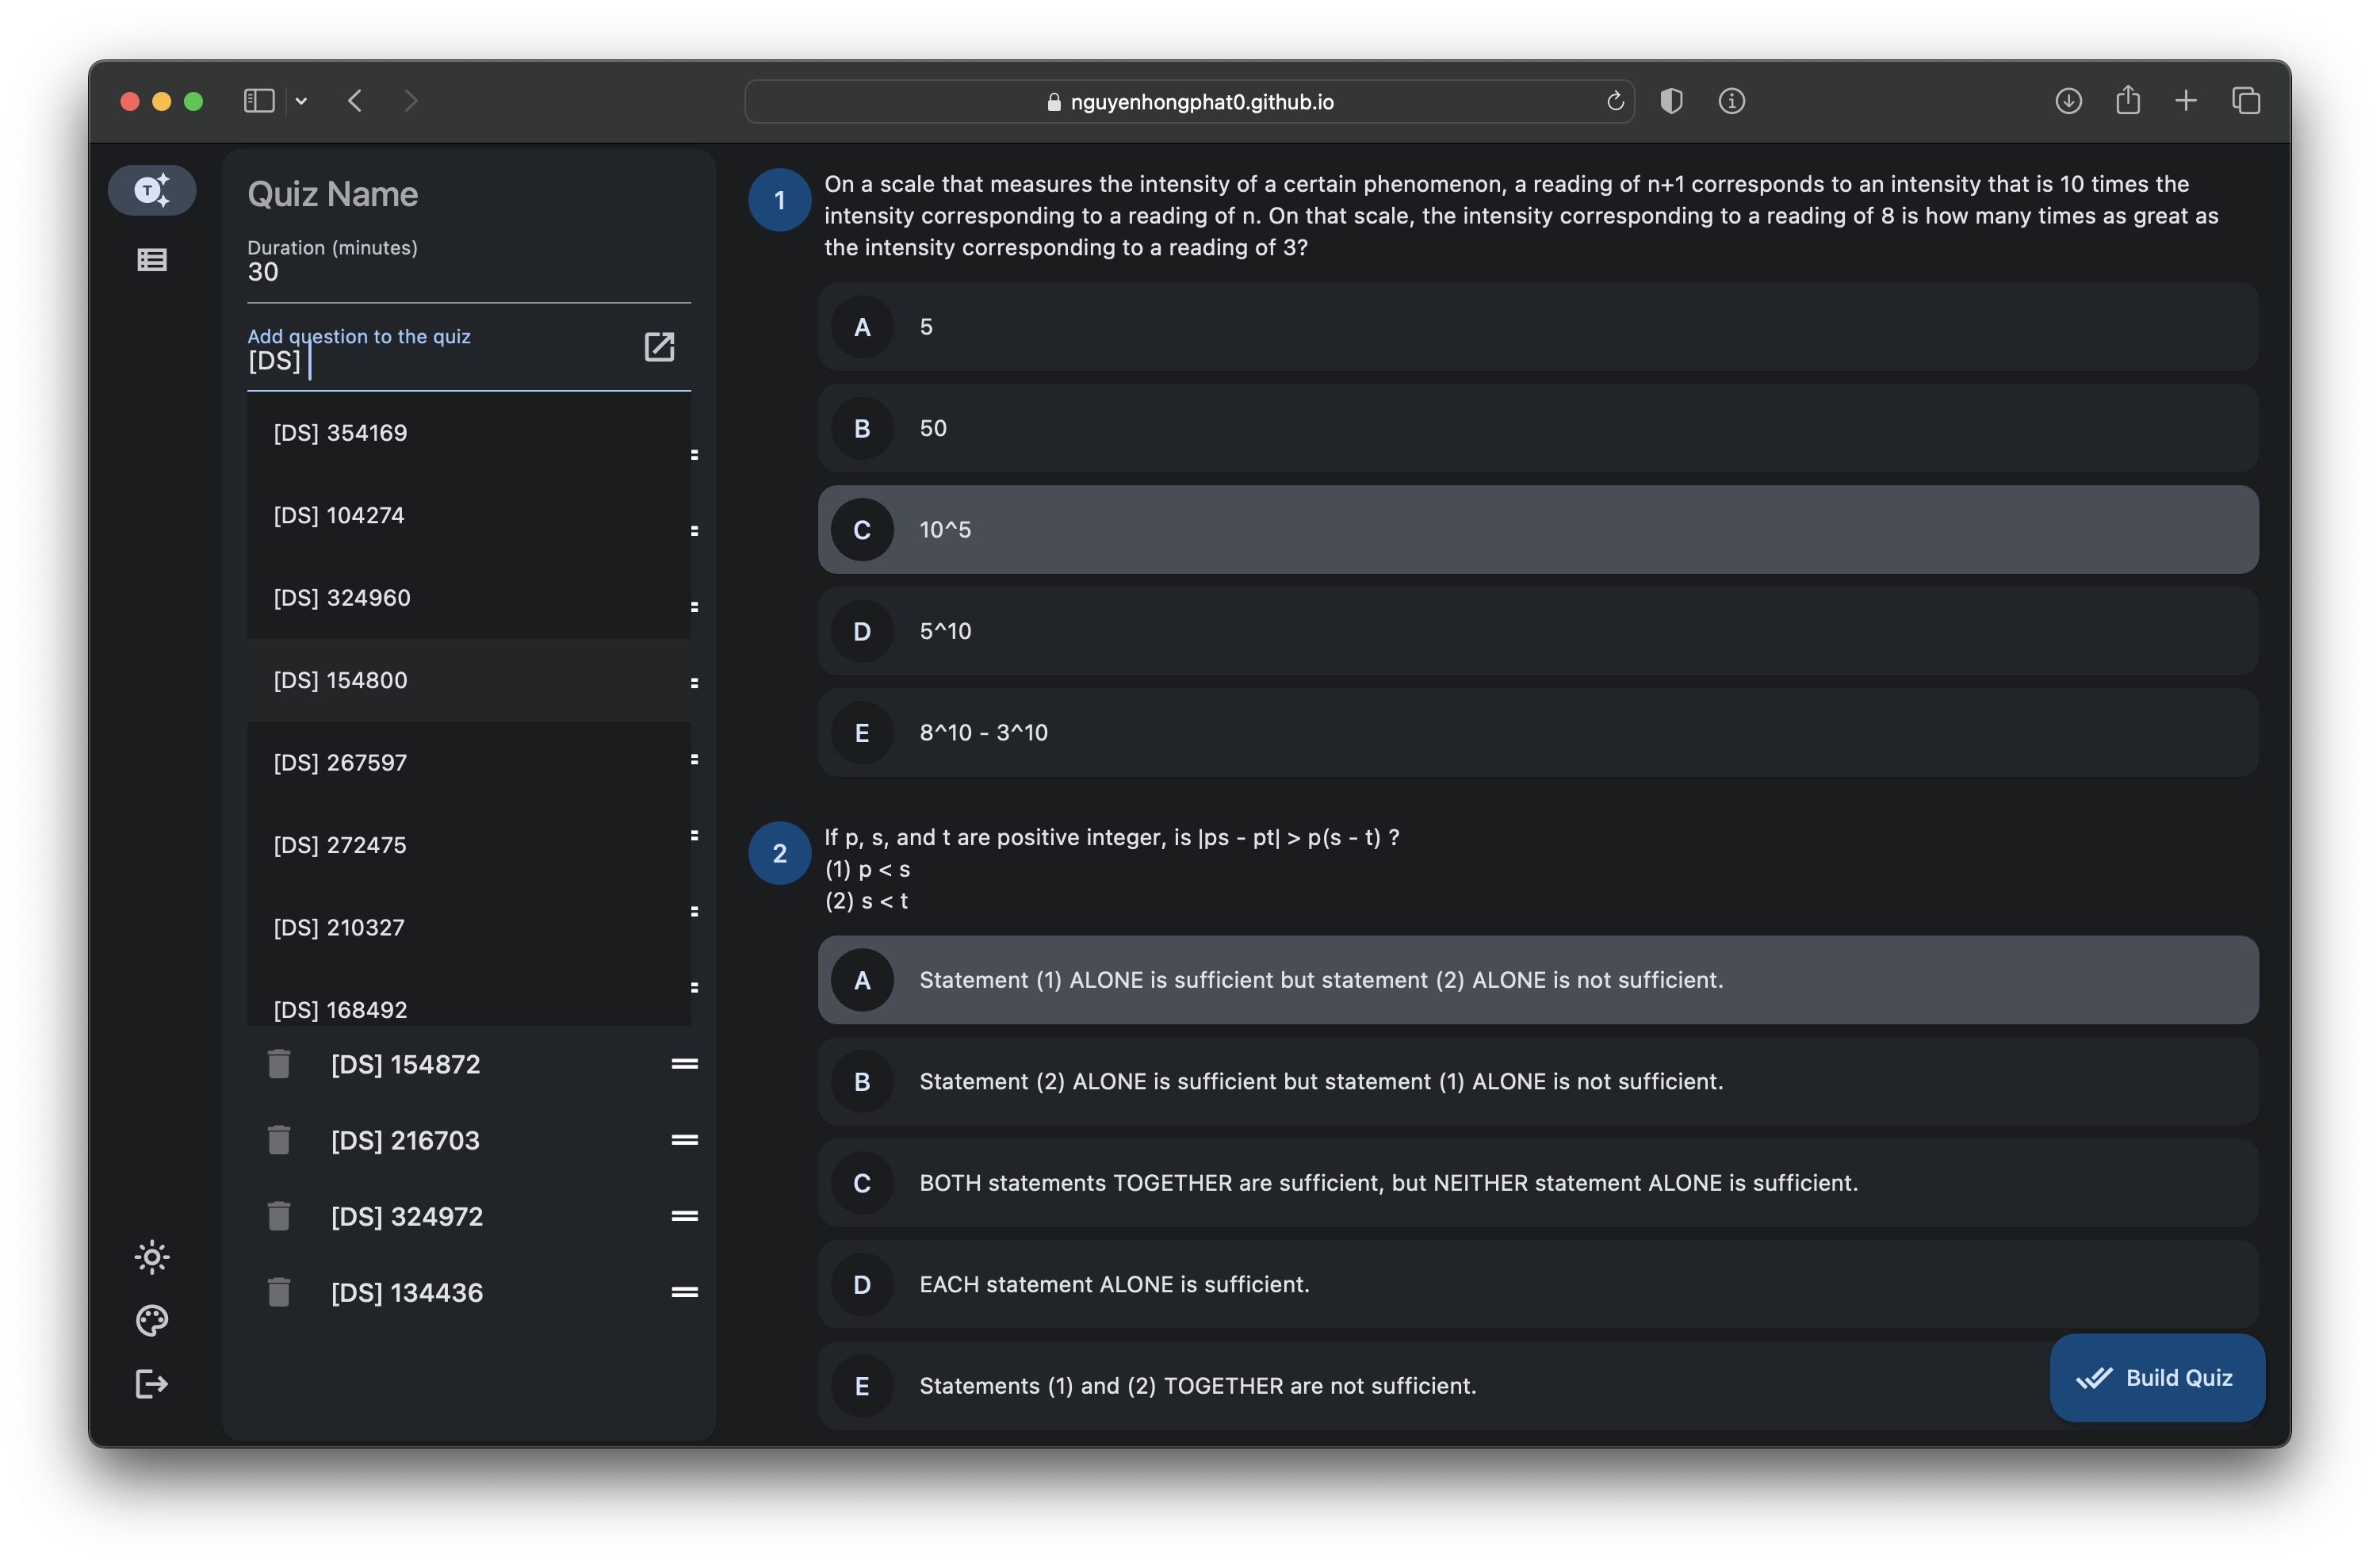 nguyenhongphat0.github.io
T
Quiz Name
Duration (minutes)
30
Add question to the quiz
[DS]
[DS] 354169
[DS] 104274
[DS] 324960
[DS] 154800
[DS] 267597
[DS] 272475
[DS] 210327
[DS] 168492
[DS] 154872
[DS] 216703
[DS] 324972
[DS] 134436
1
On a scale that measures the intensity of a certain phenomenon, a reading of n+1 corresponds to an intensity that is 10 times the
intensity corresponding to a reading of n. On that scale, the intensity corresponding to a reading of 8 is how many times as great as
the intensity corresponding to a reading of 3?
A 5
B 50
C 10^5
D 5^10
E 8^10 - 3^10
2
If p, s, and t are positive integer, is |ps - pt| > p(s - t) ?
(1) p < s
(2) s < t
A Statement (1) ALONE is sufficient but statement (2) ALONE is not sufficient.
B Statement (2) ALONE is sufficient but statement (1) ALONE is not sufficient.
C BOTH statements TOGETHER are sufficient, but NEITHER statement ALONE is sufficient.
D EACH statement ALONE is sufficient.
E Statements (1) and (2) TOGETHER are not sufficient.
Build Quiz